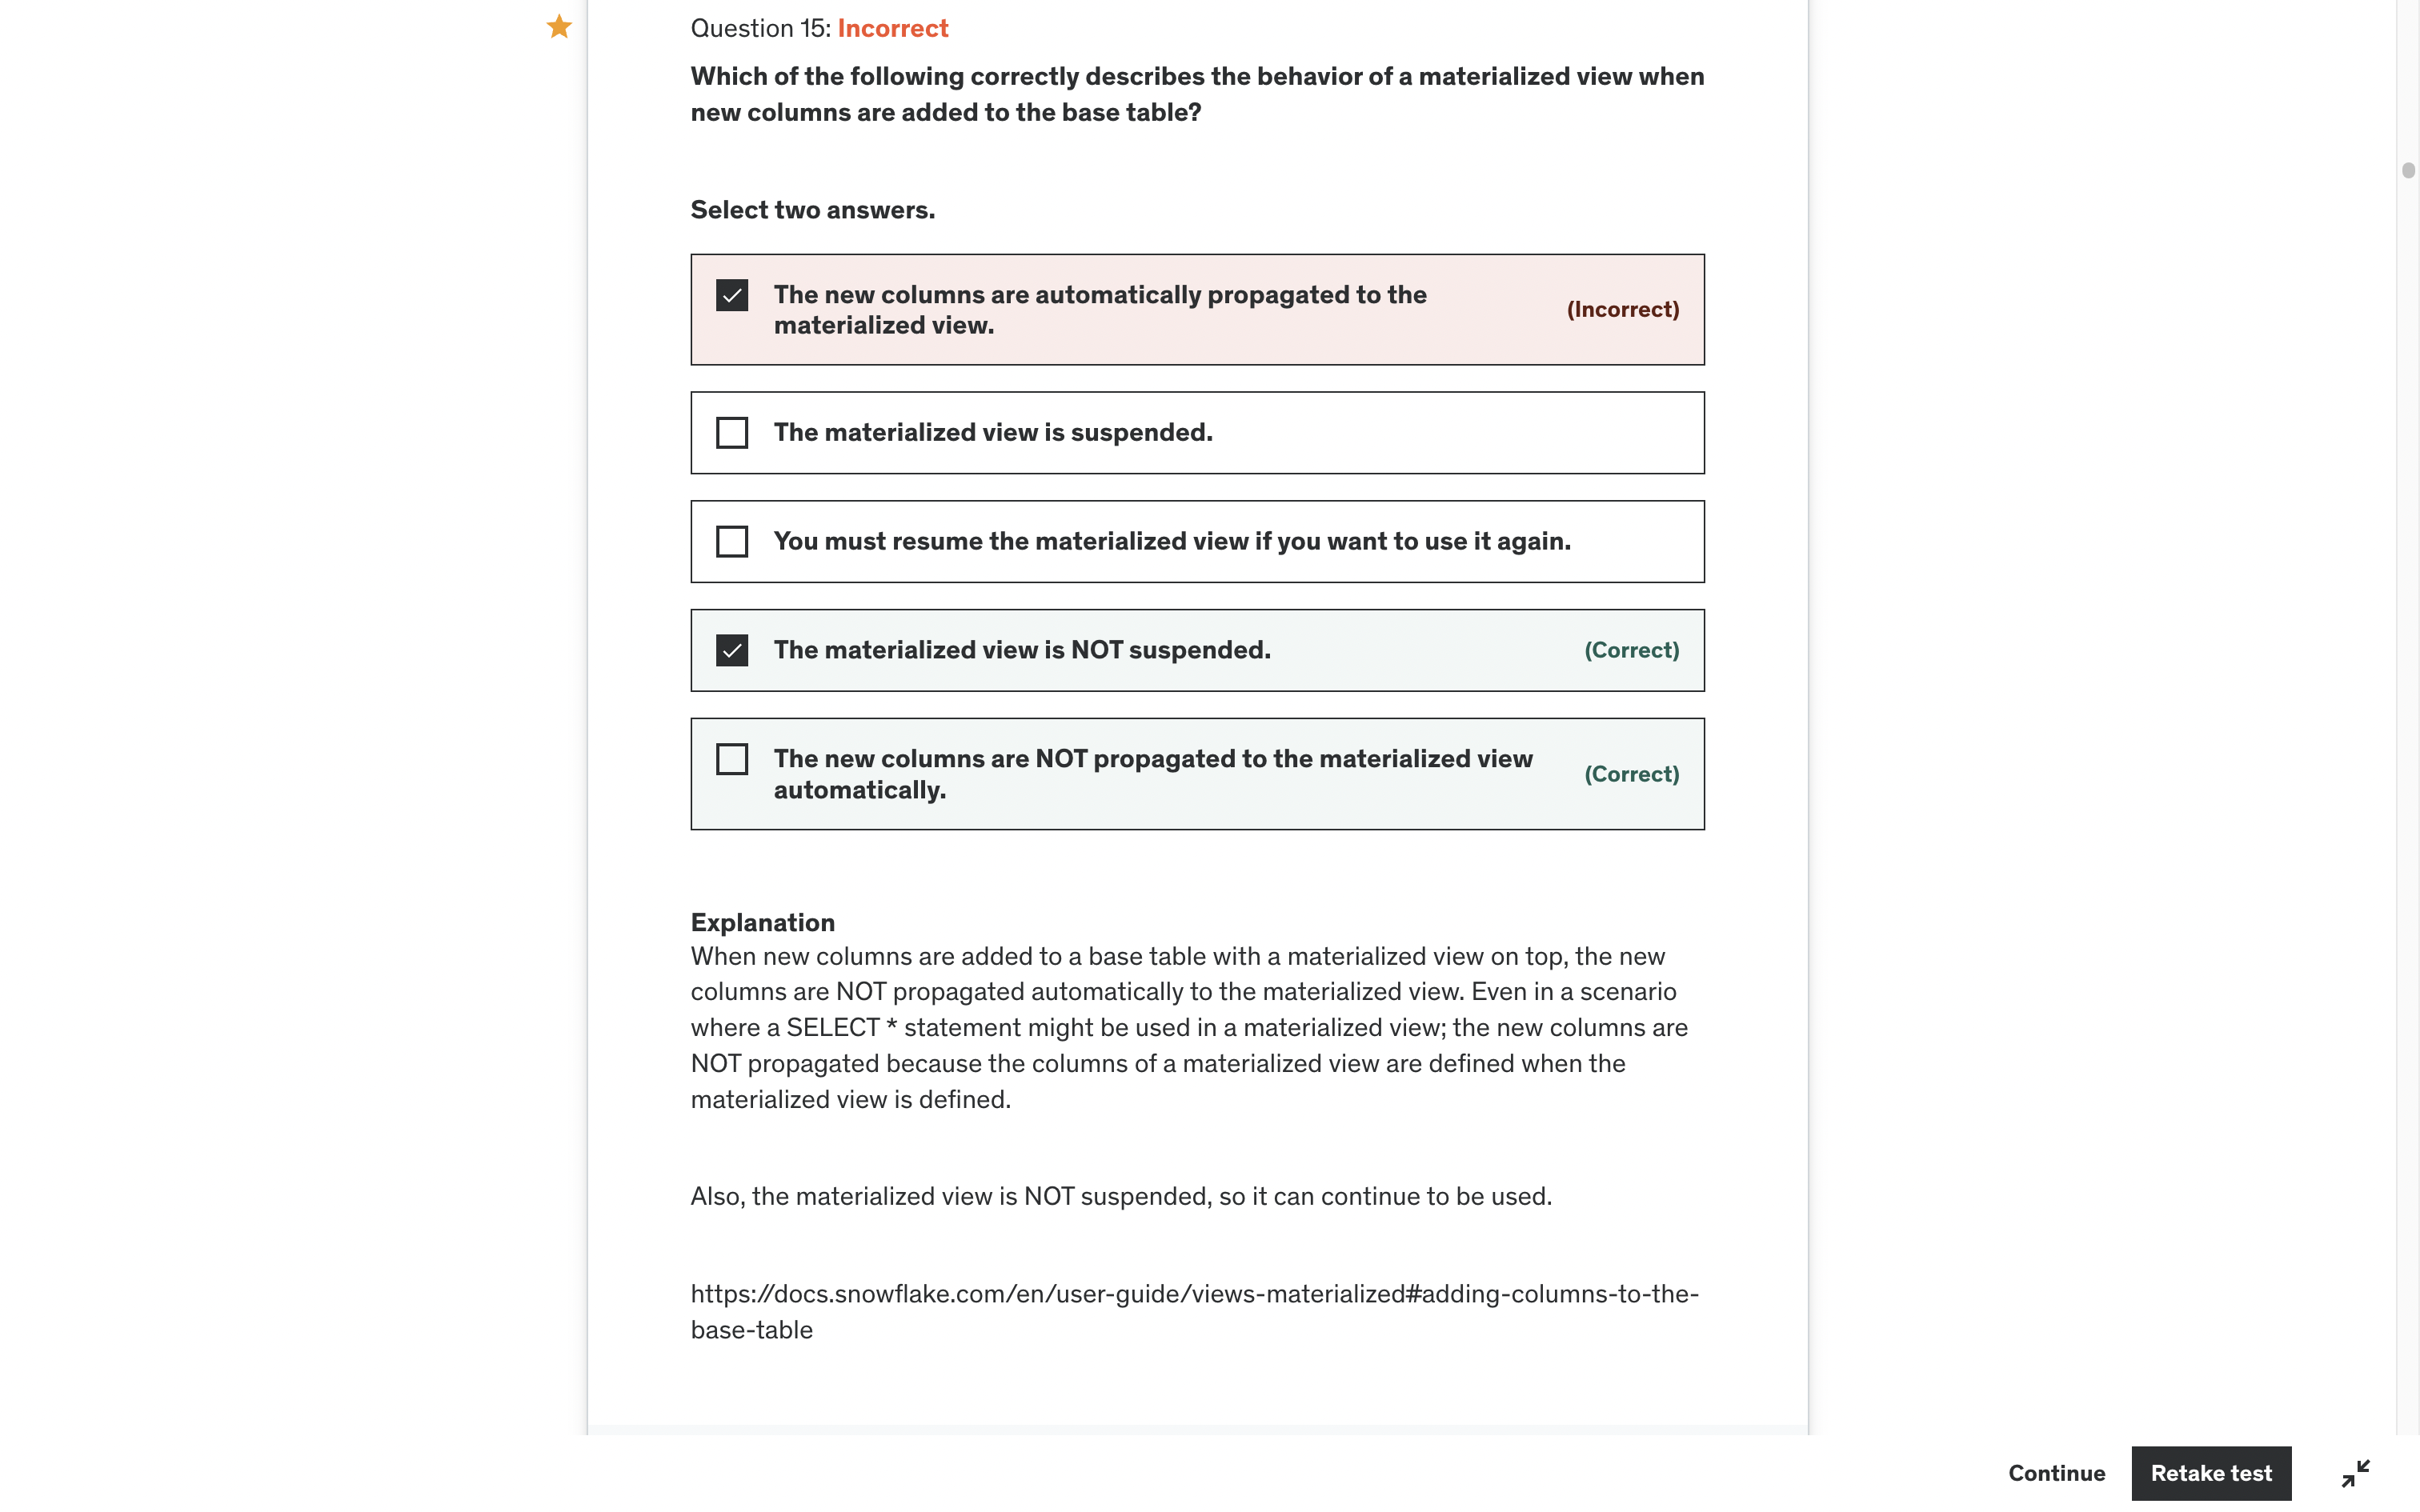 Question 15: Incorrect
Which of the following correctly describes the behavior of a materialized view when
new columns are added to the base table?
Select two answers.
The new columns are automatically propagated to the
materialized view.
(Incorrect)
The materialized view is suspended.
You must resume the materialized view if you want to use it again.
The materialized view is NOT suspended.
(Correct)
The new columns are NOT propagated to the materialized view
automatically.
(Correct)
Explanation
When new columns are added to a base table with a materialized view on top, the new
columns are NOT propagated automatically to the materialized view. Even in a scenario
where a SELECT * statement might be used in a materialized view; the new columns are
NOT propagated because the columns of a materialized view are defined when the
materialized view is defined.
Also, the materialized view is NOT suspended, so it can continue to be used.
https://docs.snowflake.com/en/user-guide/views-materialized#adding-columns-to-the-
base-table
Continue
Retake test